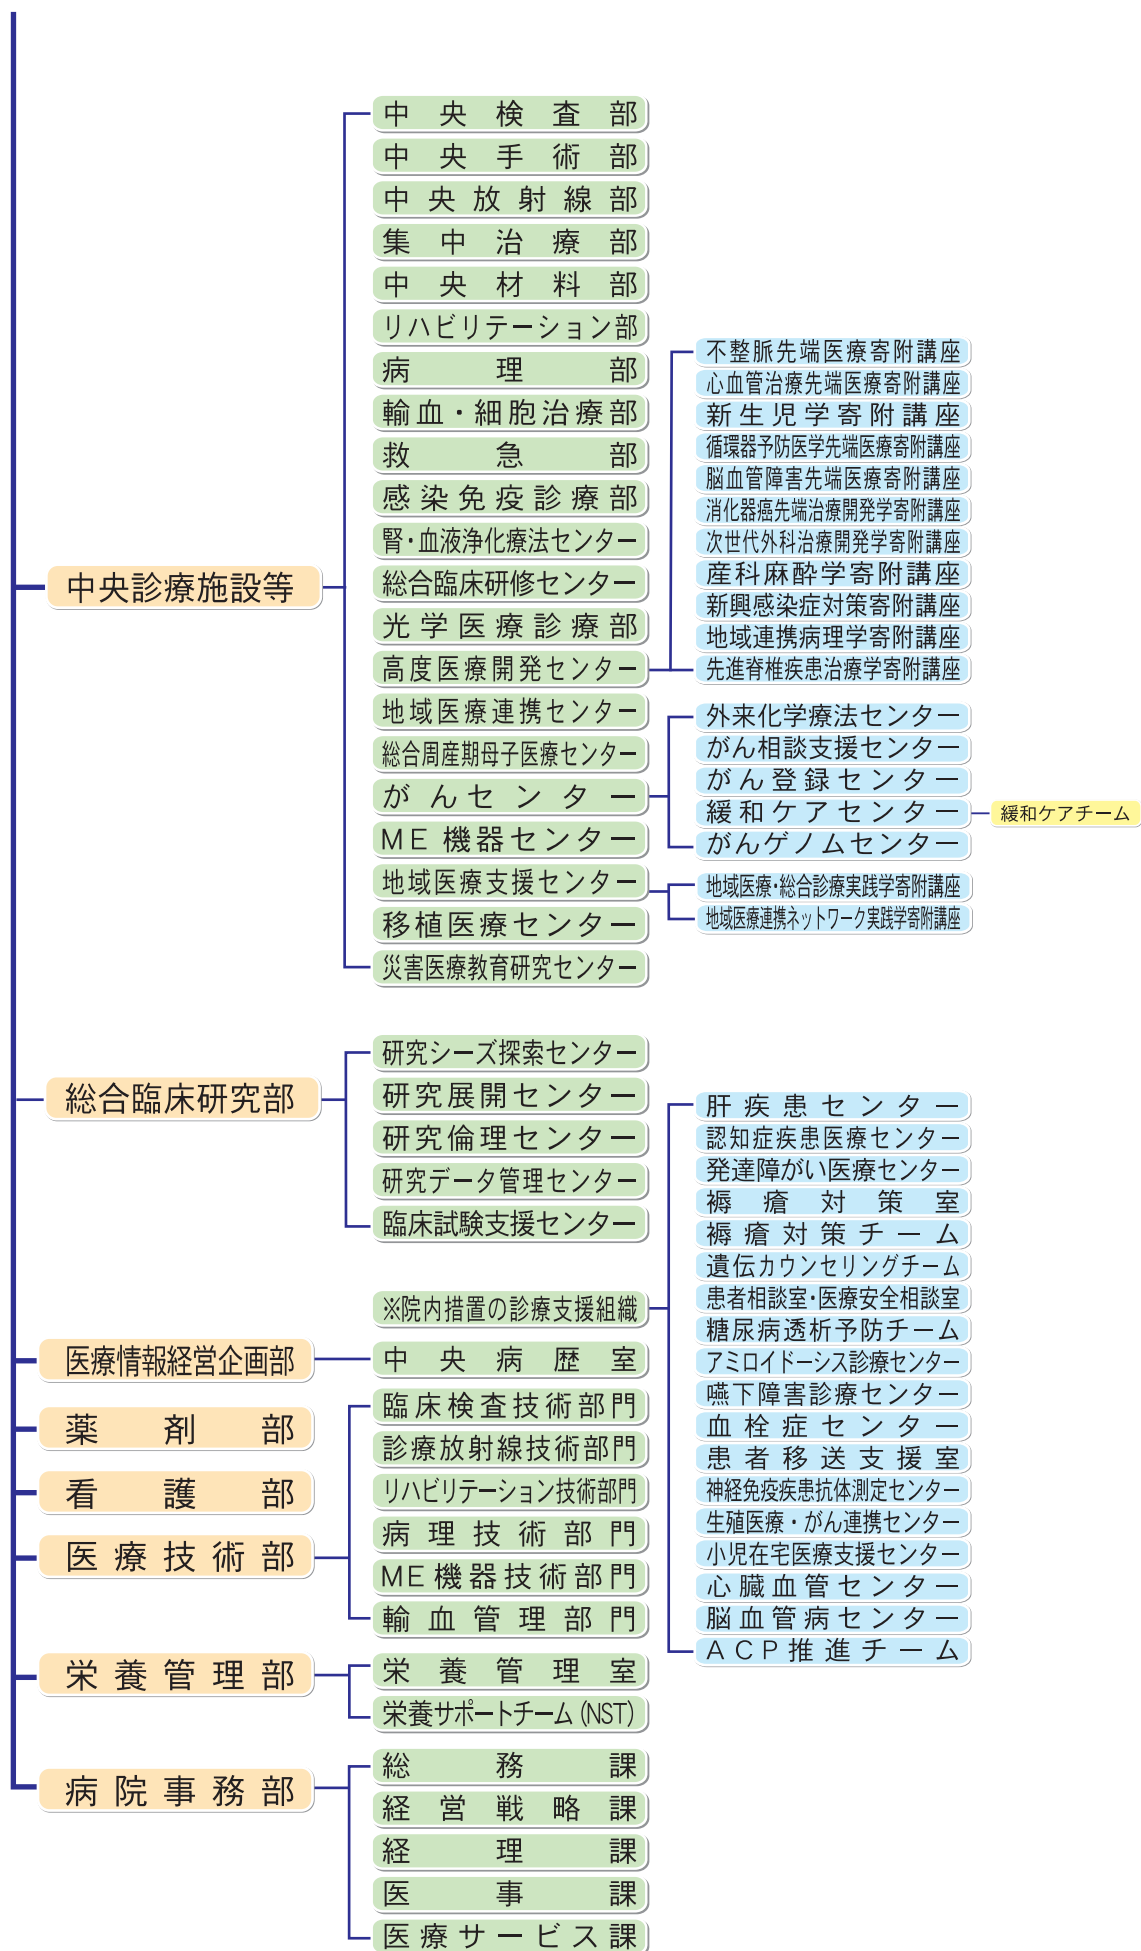 中央診療施設等
中央検査部
中央手術部
中央放射線部
集中治療部
中央材料部
リハビリテーション部
病理部
輸血・細胞治療部
救急部
感染免疫診療部
腎・血液浄化療法センター
総合臨床研修センター
光学医療診療部
高度医療開発センター
不整脈先端医療寄附講座
心血管治療先端医療寄附講座
新生児学寄附講座
循環器予防医学先端医療寄附講座
脳血管障害先端医療寄附講座
消化器癌先端治療開発学寄附講座
次世代外科治療開発学寄附講座
産科麻酔学寄附講座
新興感染症対策寄附講座
地域連携病理学寄附講座
先進脊椎疾患治療学寄附講座
地域医療連携センター
総合周産期母子医療センター
がんセンター
外来化学療法センター
がん相談支援センター
がん登録センター
緩和ケアセンター
緩和ケアチーム
がんゲノムセンター
ME機器センター
地域医療支援センター
地域医療・総合診療実践学寄附講座
地域医療連携ネットワーク実践学寄附講座
移植医療センター
災害医療教育研究センター
総合臨床研究部
研究シーズ探索センター
研究展開センター
研究倫理センター
研究データ管理センター
臨床試験支援センター
※院内措置の診療支援組織
肝疾患センター
認知症疾患医療センター
発達障がい医療センター
褥瘡対策室
褥瘡対策チーム
遺伝カウンセリングチーム
患者相談室・医療安全相談室
糖尿病透析予防チーム
アミロイドーシス診療センター
嚥下障害診療センター
血栓症センター
患者移送支援室
神経免疫疾患抗体測定センター
生殖医療・がん連携センター
小児在宅医療支援センター
心臓血管センター
脳血管病センター
ACP推進チーム
医療情報経営企画部
中央病歴室
薬剤部
看護部
医療技術部
臨床検査技術部門
診療放射線技術部門
リハビリテーション技術部門
病理技術部門
ME機器技術部門
輸血管理部門
栄養管理部
栄養管理室
栄養サポートチーム(NST)
病院事務部
総務課
経営戦略課
経理課
医事課
医療サービス課